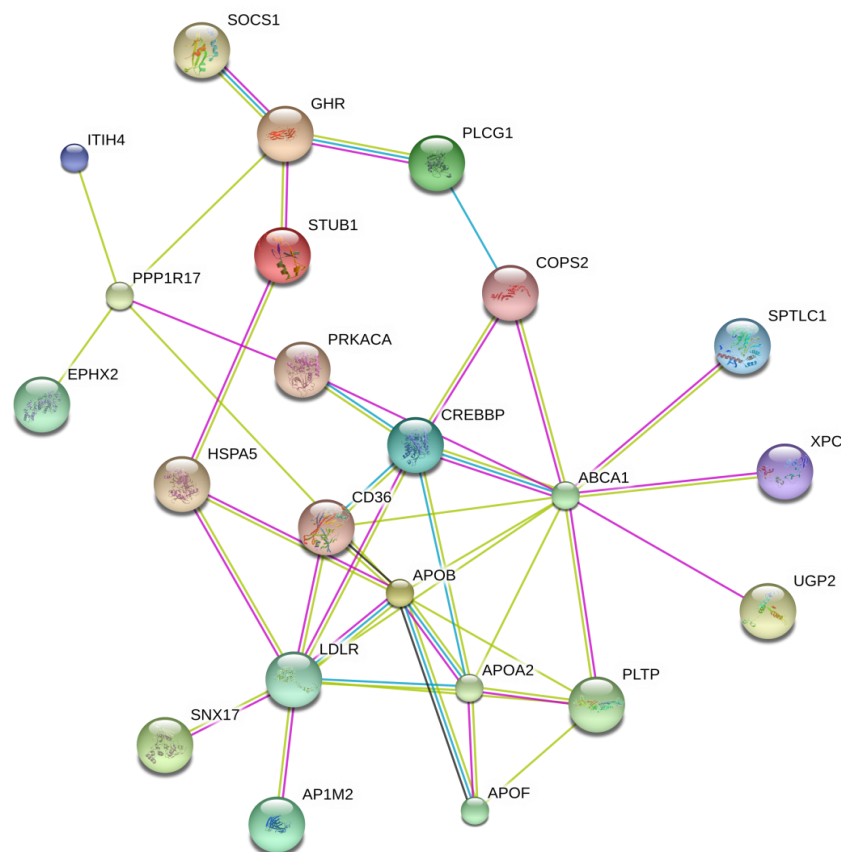 SOCS1
GHR
PLCG1
ITIH4
STUB1
COPS2
PPP1R17
SPTLC1
PRKACA
EPHX2
CREBBP
XPC
HSPA5
ABCA1
CD36
APOB
UGP2
LDLR
APOA2
PLTP
SNX17
AP1M2
APOF